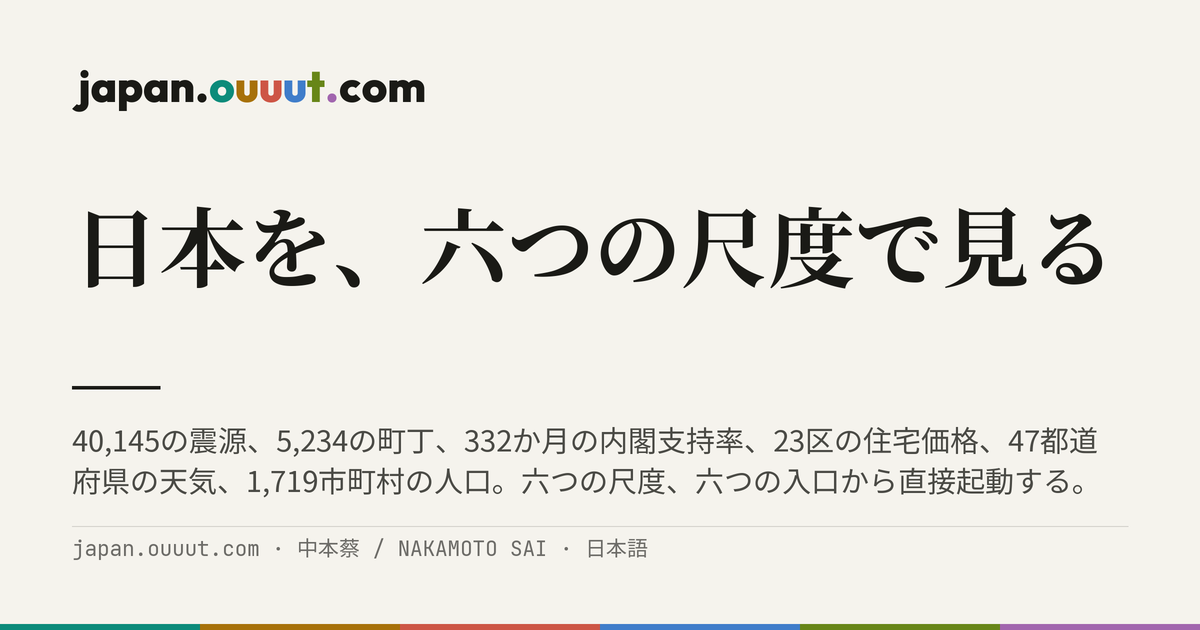 japan.ouuut.com
日本を、六つの尺度で見る
40,145の震源、5,234の町丁、332か月の内閣支持率、23区の住宅価格、47都道
府県の天気、1,719市町村の人口。六つの尺度、六つの入口から直接起動する。
japan.ouuut.com · 中本蔡 / NAKAMOTO SAI · 日本語